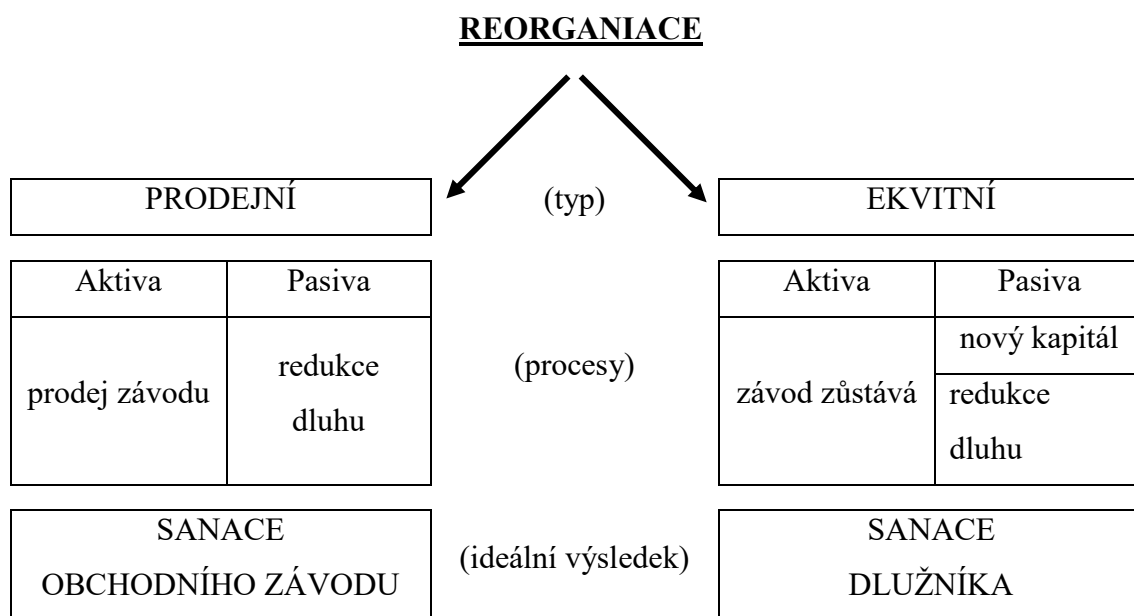 REORGANIACE
PRODEJNÍ
(typ)
EKVITNÍ
Aktiva
Pasiva
prodej závodu
redukce
dluhu
(procesy)
Aktiva
Pasiva
závod zůstává
nový kapitál
redukce
dluhu
SANACE
OBCHODNÍHO ZÁVODU
(ideální výsledek)
SANACE
DLUŽNÍKA